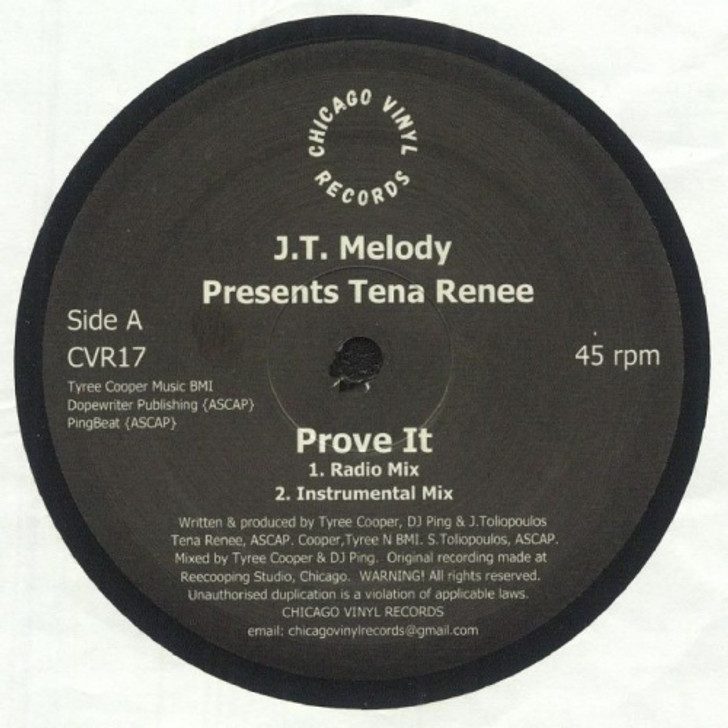 CHICAGO VINYL
RECORDS
J.T. Melody
Presents Tena Renee
Side A
CVR17
45 rpm
Tyree Cooper Music BMI
Dopewriter Publishing {ASCAP}
PingBeat {ASCAP}
Prove It
1. Radio Mix
2. Instrumental Mix
Written & produced by Tyree Cooper, DJ Ping & J.Toliopoulos
Tena Renee, ASCAP. Cooper,Tyree N BMI. S.Toliopoulos, ASCAP.
Mixed by Tyree Cooper & DJ Ping. Original recording made at
Reecooping Studio, Chicago. WARNING! All rights reserved.
Unauthorised duplication is a violation of applicable laws.
CHICAGO VINYL RECORDS
email: chicagovinylrecords@gmail.com